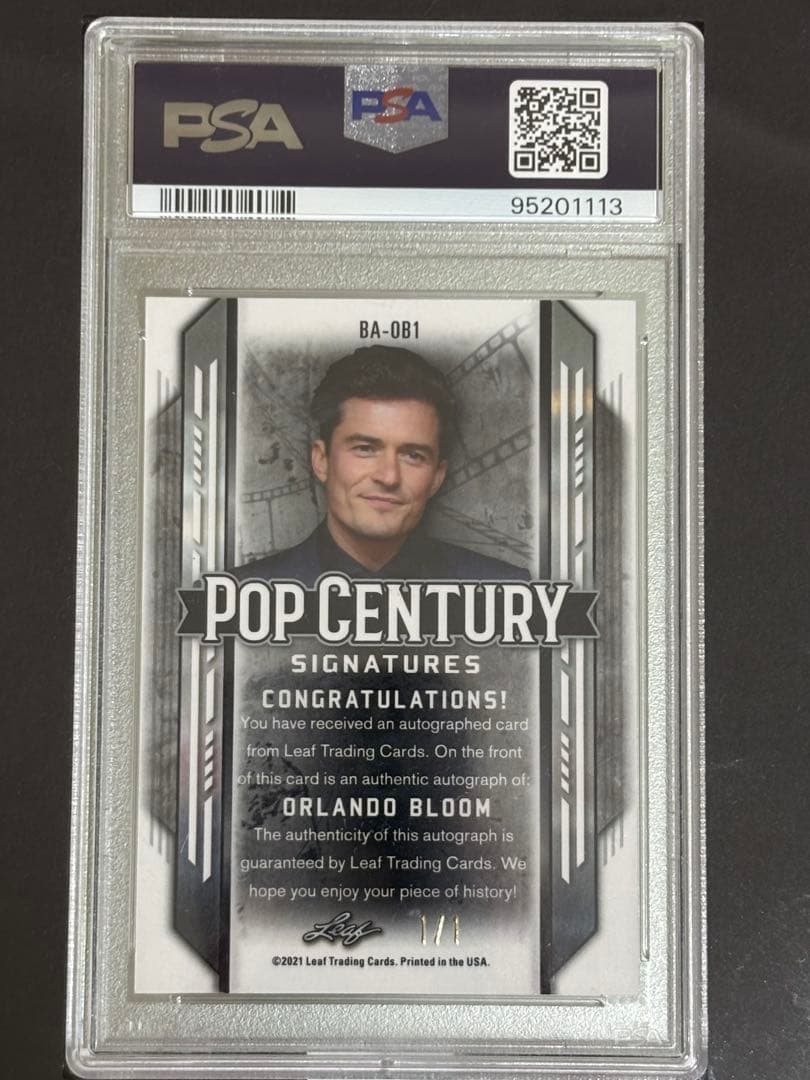 PSA
PSA
95201113
BA-OB1
POP CENTURY
SIGNATURES
CONGRATULATIONS!
You have received an autographed card
from Leaf Trading Cards. On the front
of this card is an authentic autograph of:
ORLANDO BLOOM
The authenticity of this autograph is
guaranteed by Leaf Trading Cards. We
hope you enjoy your piece of history!
Leaf 1/1
©2021 Leaf Trading Cards. Printed in the USA.